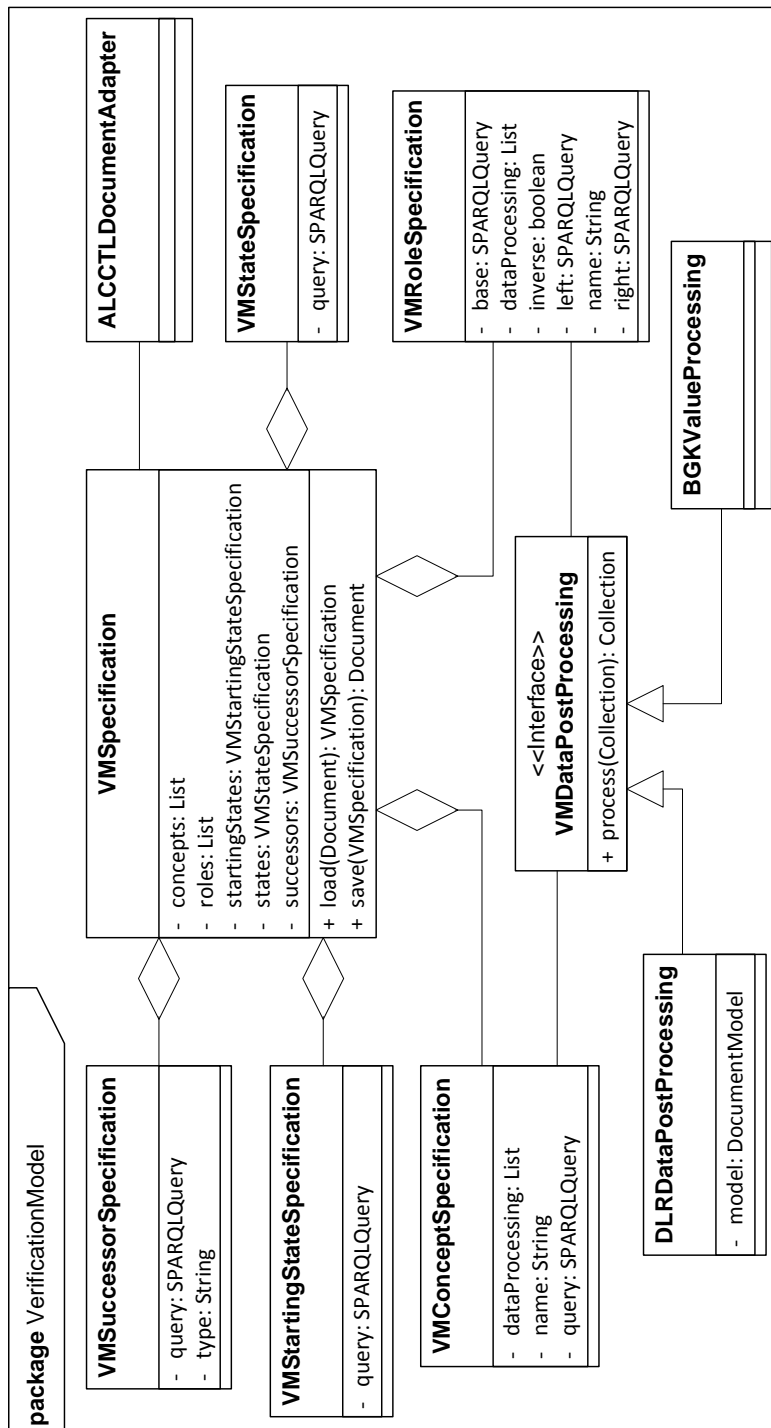 package VerificationModel
VMSuccessorSpecification
- query: SPARQLQuery
- type: String
VMStartingStateSpecification
- query: SPARQLQuery
VMConceptSpecification
- dataProcessing: List
- name: String
- query: SPARQLQuery
DLRDataPostProcessing
- model: DocumentModel
VMSpecification
- concepts: List
- roles: List
- startingStates: VMStartingStateSpecification
- states: VMStateSpecification
- successors: VMSuccessorSpecification
+ load(Document): VMSpecification
+ save(VMSpecification): Document
<<Interface>>
VMDataPostProcessing
+ process(Collection): Collection
ALCCTLDocumentAdapter
VMStateSpecification
- query: SPARQLQuery
VMRoleSpecification
- base: SPARQLQuery
- dataProcessing: List
- inverse: boolean
- left: SPARQLQuery
- name: String
- right: SPARQLQuery
BGKValueProcessing